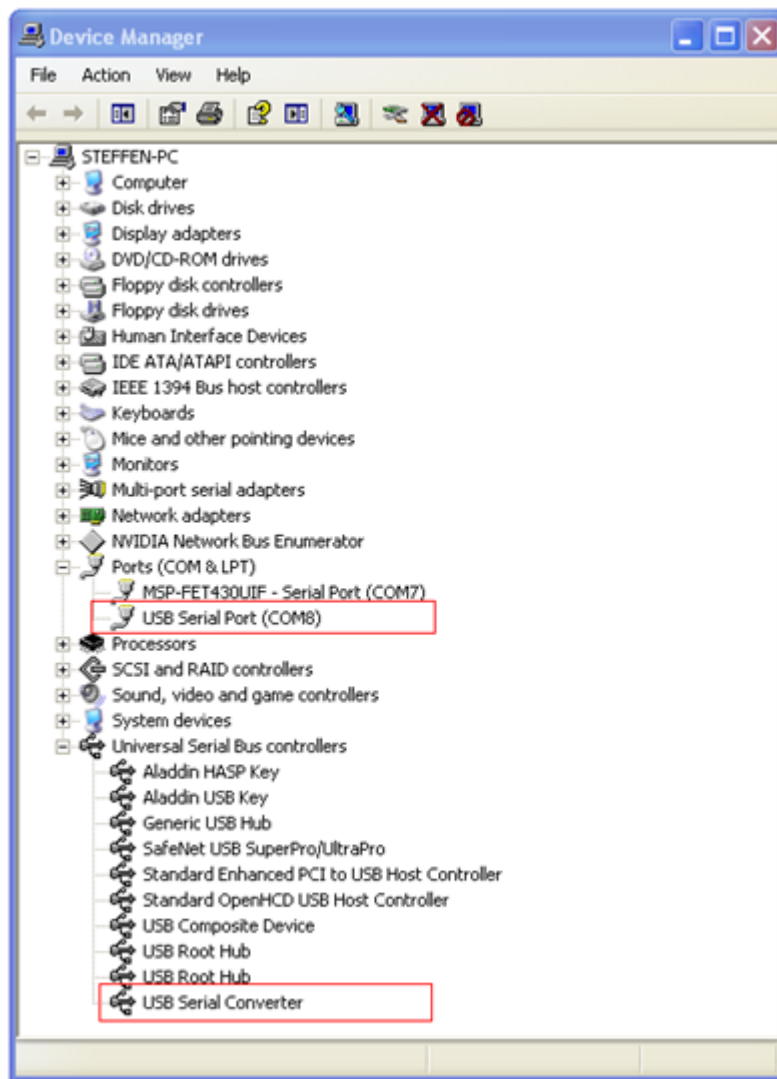 Device Manager
File Action View Help
STEFFEN-PC
Computer
Disk drives
Display adapters
DVD/CD-ROM drives
Floppy disk controllers
Floppy disk drives
Human Interface Devices
IDE ATA/ATAPI controllers
IEEE 1394 Bus host controllers
Keyboards
Mice and other pointing devices
Monitors
Multi-port serial adapters
Network adapters
NVIDIA Network Bus Enumerator
Ports (COM & LPT)
MSP-FET430UIF - Serial Port (COM7)
USB Serial Port (COM8)
Processors
SCSI and RAID controllers
Sound, video and game controllers
System devices
Universal Serial Bus controllers
Aladdin HASP Key
Aladdin USB Key
Generic USB Hub
SafeNet USB SuperPro/UltraPro
Standard Enhanced PCI to USB Host Controller
Standard OpenHCD USB Host Controller
USB Composite Device
USB Root Hub
USB Root Hub
USB Serial Converter